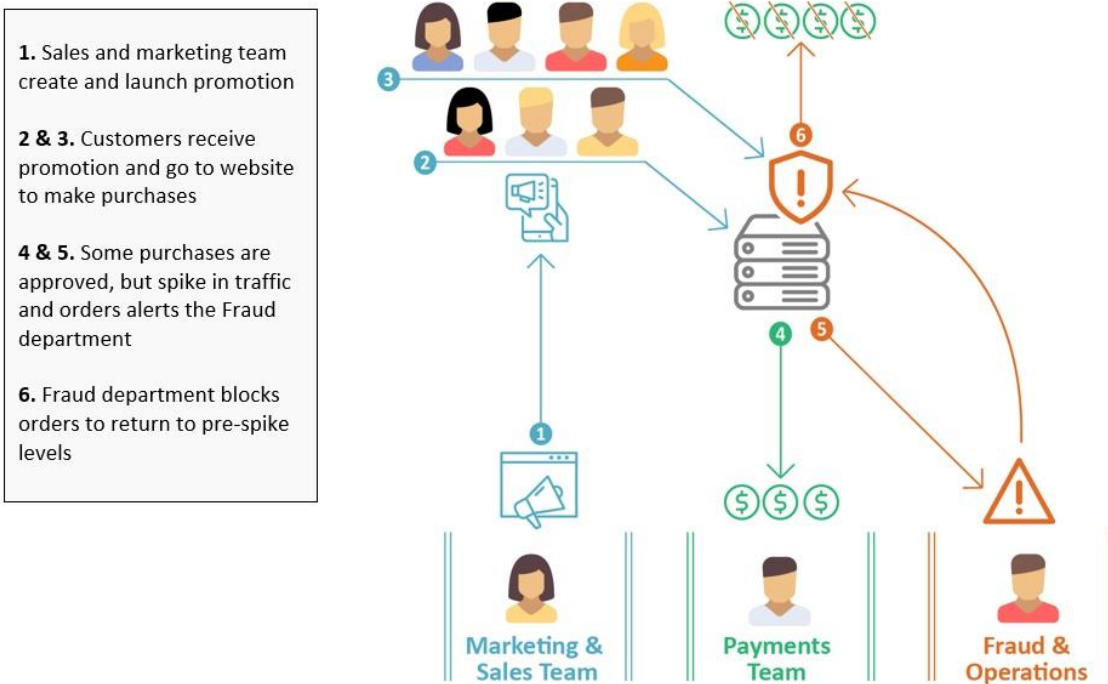 1. Sales and marketing team
create and launch promotion
2 & 3. Customers receive
promotion and go to website
to make purchases
4 & 5. Some purchases are
approved, but spike in traffic
and orders alerts the Fraud
department
6. Fraud department blocks
orders to return to pre-spike
levels
$ $ $ $
3
6
2
4
5
1
$ $ $
Marketing &
Sales Team
Payments
Team
Fraud &
Operations